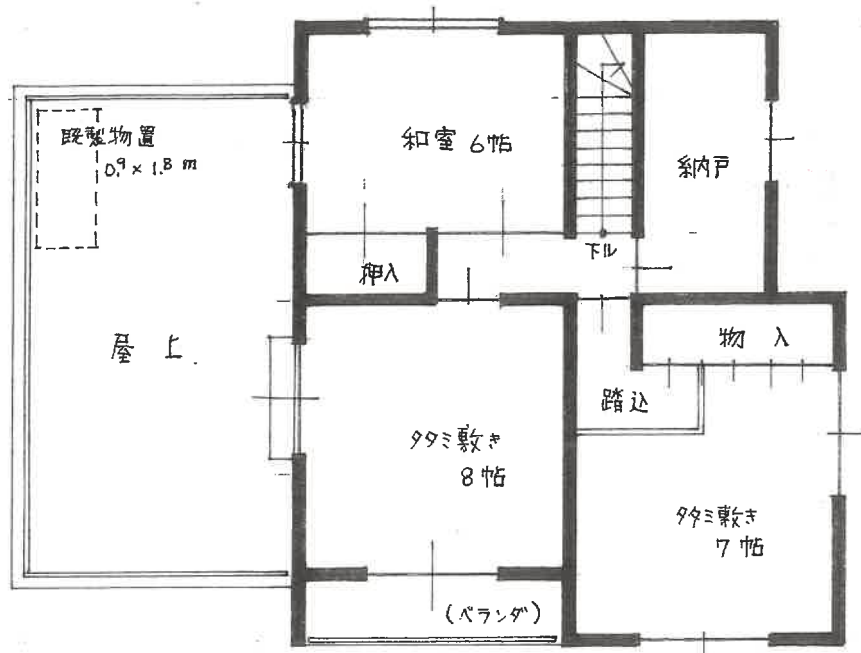 既製物置
0.9 × 1.8 m
和室 6帖
納戸
押入
下ル
屋上.
物入
踏込
タタミ敷き
8帖
タタミ敷き
7帖
(ベランダ)